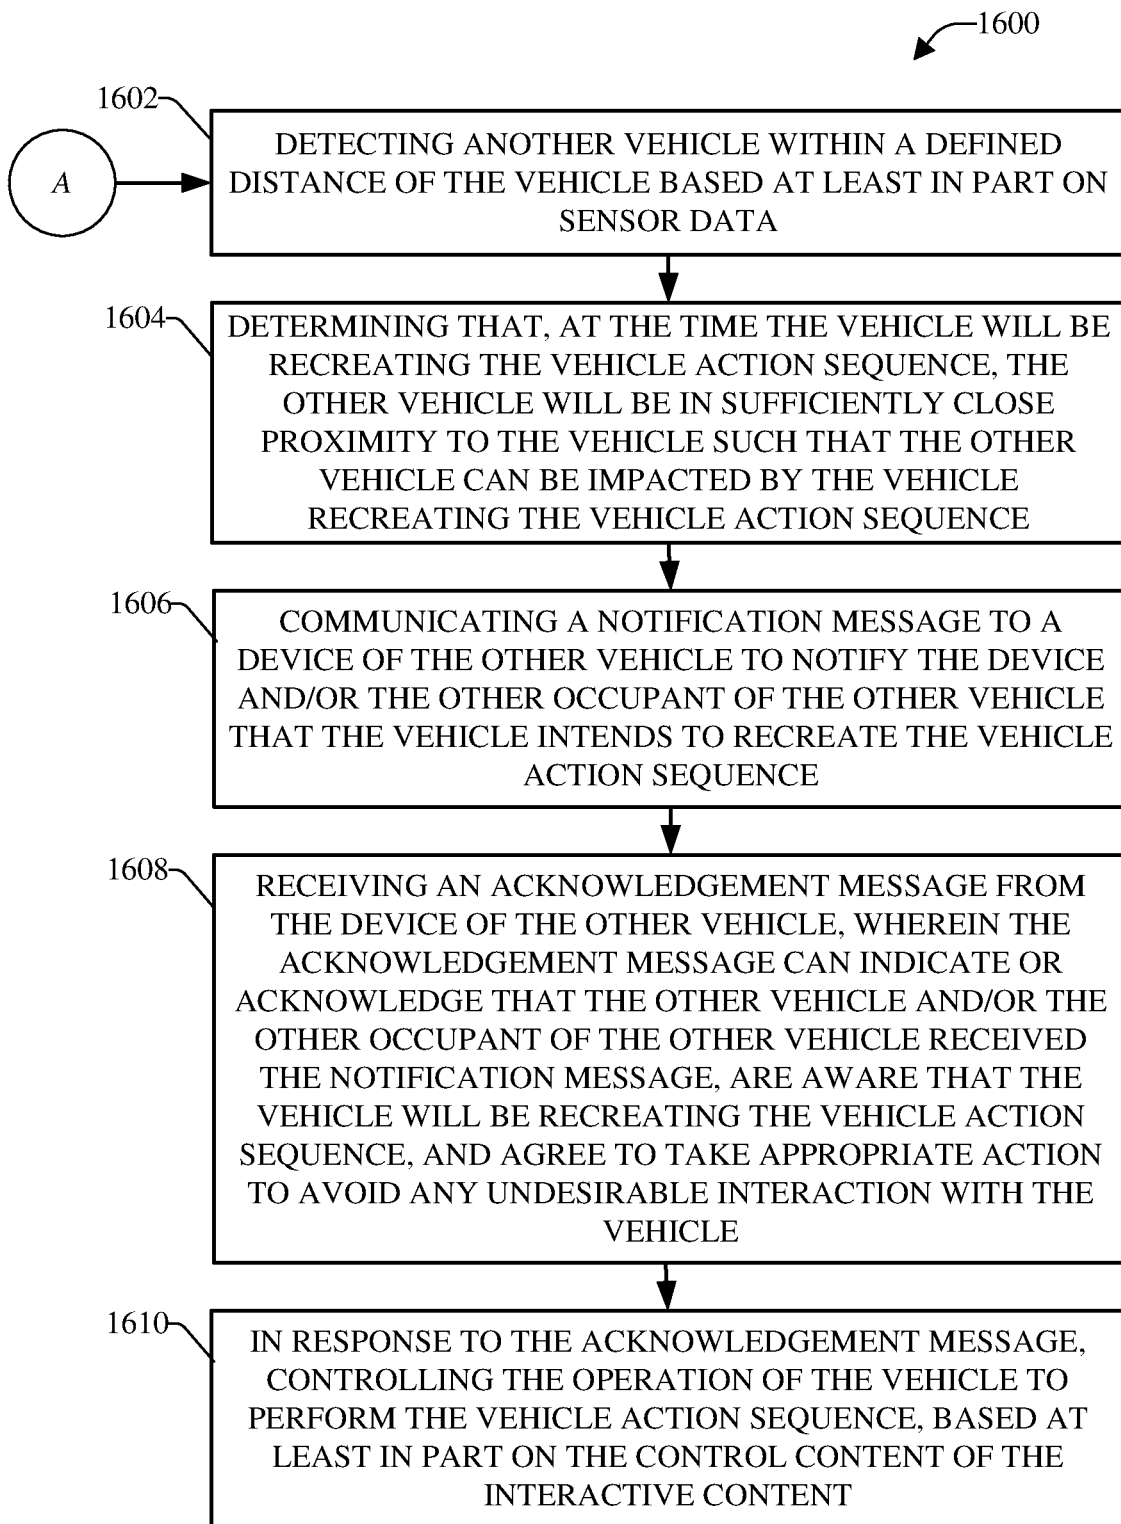 1600
1602
A
DETECTING ANOTHER VEHICLE WITHIN A DEFINED
DISTANCE OF THE VEHICLE BASED AT LEAST IN PART ON
SENSOR DATA
1604
DETERMINING THAT, AT THE TIME THE VEHICLE WILL BE
RECREATING THE VEHICLE ACTION SEQUENCE, THE
OTHER VEHICLE WILL BE IN SUFFICIENTLY CLOSE
PROXIMITY TO THE VEHICLE SUCH THAT THE OTHER
VEHICLE CAN BE IMPACTED BY THE VEHICLE
RECREATING THE VEHICLE ACTION SEQUENCE
1606
COMMUNICATING A NOTIFICATION MESSAGE TO A
DEVICE OF THE OTHER VEHICLE TO NOTIFY THE DEVICE
AND/OR THE OTHER OCCUPANT OF THE OTHER VEHICLE
THAT THE VEHICLE INTENDS TO RECREATE THE VEHICLE
ACTION SEQUENCE
1608
RECEIVING AN ACKNOWLEDGEMENT MESSAGE FROM
THE DEVICE OF THE OTHER VEHICLE, WHEREIN THE
ACKNOWLEDGEMENT MESSAGE CAN INDICATE OR
ACKNOWLEDGE THAT THE OTHER VEHICLE AND/OR THE
OTHER OCCUPANT OF THE OTHER VEHICLE RECEIVED
THE NOTIFICATION MESSAGE, ARE AWARE THAT THE
VEHICLE WILL BE RECREATING THE VEHICLE ACTION
SEQUENCE, AND AGREE TO TAKE APPROPRIATE ACTION
TO AVOID ANY UNDESIRABLE INTERACTION WITH THE
VEHICLE
1610
IN RESPONSE TO THE ACKNOWLEDGEMENT MESSAGE,
CONTROLLING THE OPERATION OF THE VEHICLE TO
PERFORM THE VEHICLE ACTION SEQUENCE, BASED AT
LEAST IN PART ON THE CONTROL CONTENT OF THE
INTERACTIVE CONTENT